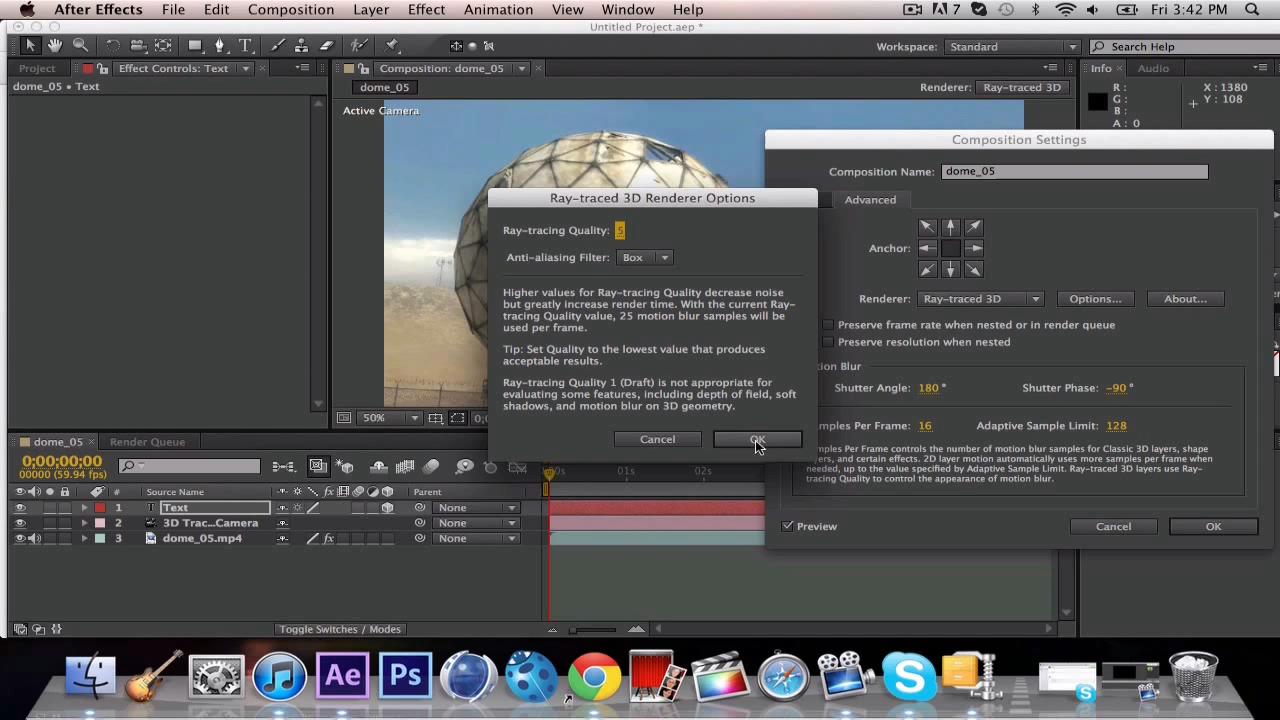 After Effects File Edit Composition Layer Effect Animation View Window Help 7 Fri 3:42 PM
Untitled Project.aep *
Workspace: Standard Search Help
Project Effect Controls: Text Composition: dome_05 Info Audio
dome_05 • Text dome_05 Renderer: Ray-traced 3D
R :
G :
B :
A : 0
X : 1380
Y : 108
Active Camera
Composition Settings
Composition Name: dome_05
Advanced
Anchor:
Renderer: Ray-traced 3D Options... About...
Preserve frame rate when nested or in render queue
Preserve resolution when nested
Blur
Shutter Angle: 180 ° Shutter Phase: -90 °
Per Frame: 16 Adaptive Sample Limit: 128
Per Frame controls the number of motion blur samples for Classic 3D layers, shape
layers, and certain effects. 2D layer motion automatically uses more samples per frame when
needed, up to the value specified by Adaptive Sample Limit. Ray-traced 3D layers use Ray-
tracing Quality to control the appearance of motion blur.
Preview Cancel OK
Ray-traced 3D Renderer Options
Ray-tracing Quality: 5
Anti-aliasing Filter: Box
Higher values for Ray-tracing Quality decrease noise
but greatly increase render time. With the current Ray-
tracing Quality value, 25 motion blur samples will be
used per frame.
Tip: Set Quality to the lowest value that produces
acceptable results.
Ray-tracing Quality 1 (Draft) is not appropriate for
evaluating some features, including depth of field, soft
shadows, and motion blur on 3D geometry.
Cancel OK
50%
dome_05 Render Queue
0;00;00;00
00000 (59.94 fps)
00s 01s 02s
# Source Name Parent
1 T Text None
2 3D Trac...Camera None
3 dome_05.mp4 fx None
Toggle Switches / Modes
Ae Ps